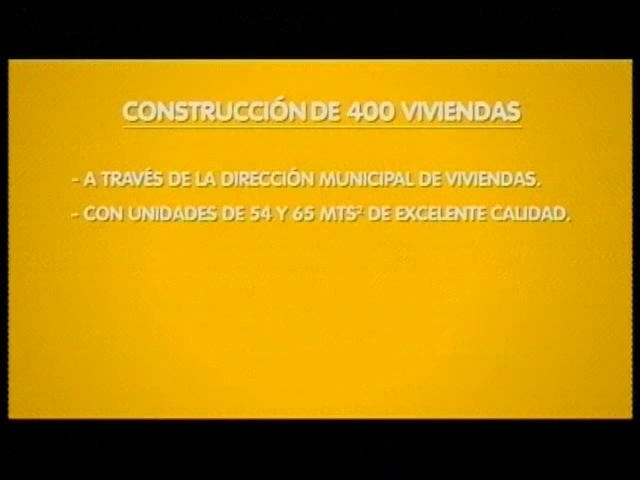 CONSTRUCCIÓN DE 400 VIVIENDAS
- A TRAVÉS DE LA DIRECCIÓN MUNICIPAL DE VIVIENDAS.
- CON UNIDADES DE 54 Y 65 MTS² DE EXCELENTE CALIDAD.